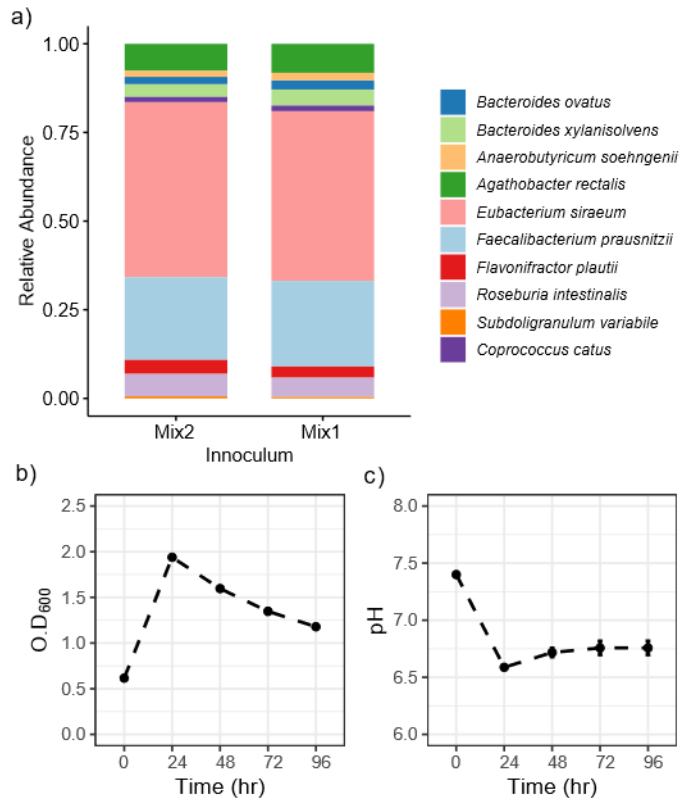 a)
1.00
0.75
0.50
0.25
0.00
Relative Abundance
Mix2 Mix1
Innoculum
Bacteroides ovatus
Bacteroides xylanisolvens
Anaerobutyricum soehngenii
Agathobacter rectalis
Eubacterium siraeum
Faecalibacterium prausnitzii
Flavonifractor plautii
Roseburia intestinalis
Subdoligranulum variabile
Coprococcus catus
b)
2.5
2.0
1.5
1.0
0.5
0.0
O.D600
0 24 48 72 96
Time (hr)
c)
8.0
7.5
7.0
6.5
6.0
pH
0 24 48 72 96
Time (hr)